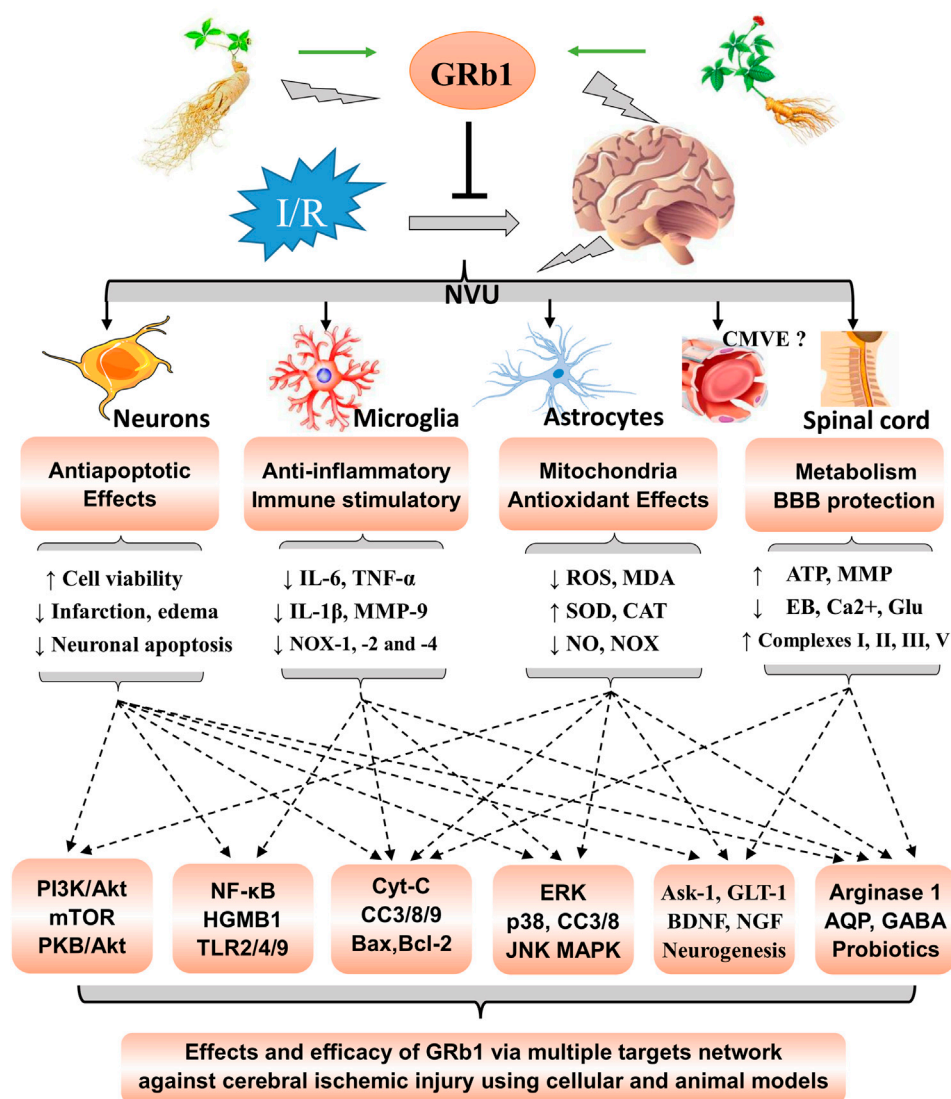 GRb1
I/R
NVU
CMVE ?
Neurons
Microglia
Astrocytes
Spinal cord
Antiapoptotic
Effects
Anti-inflammatory
Immune stimulatory
Mitochondria
Antioxidant Effects
Metabolism
BBB protection
↑ Cell viability
↓ Infarction, edema
↓ Neuronal apoptosis
↓ IL-6, TNF-α
↓ IL-1β, MMP-9
↓ NOX-1, -2 and -4
↓ ROS, MDA
↑ SOD, CAT
↓ NO, NOX
↑ ATP, MMP
↓ EB, Ca2+, Glu
↑ Complexes I, II, III, V
PI3K/Akt
mTOR
PKB/Akt
NF-κB
HGMB1
TLR2/4/9
Cyt-C
CC3/8/9
Bax,Bcl-2
ERK
p38, CC3/8
JNK MAPK
Ask-1, GLT-1
BDNF, NGF
Neurogenesis
Arginase 1
AQP, GABA
Probiotics
Effects and efficacy of GRb1 via multiple targets network
against cerebral ischemic injury using cellular and animal models